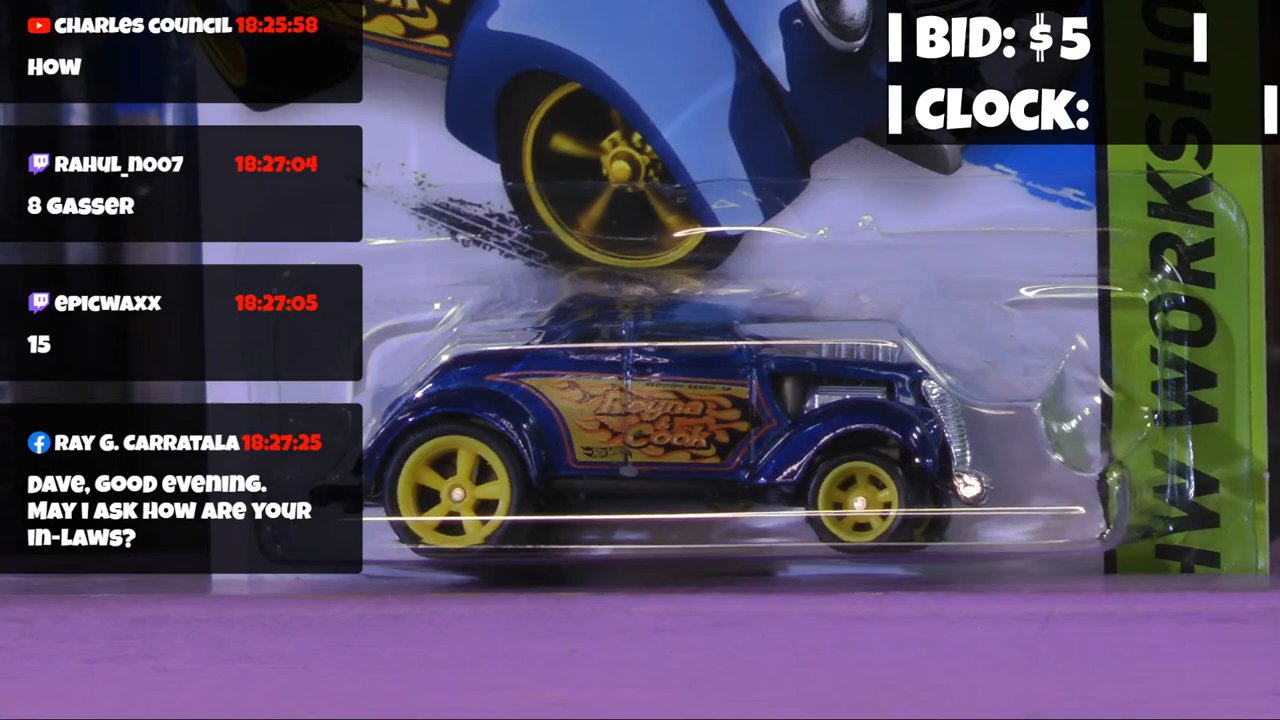 CHARLES COUNCIL 18:25:58
HOW
RAHUL_N007 18:27:04
8 GASSER
EPICWAXX 18:27:05
15
RAY G. CARRATALA 18:27:25
DAVE, GOOD EVENING.
MAY I ASK HOW ARE YOUR
IN-LAWS?
| BID: $5 |
| CLOCK: |
HW WORKSHO
Cook